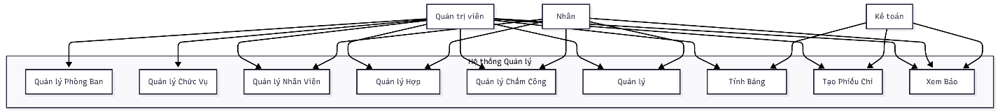 Quản trị viên
Nhân
Kế toán
Hệ thống Quản lý
Quản lý Phòng Ban
Quản lý Chức Vụ
Quản lý Nhân Viên
Quản lý Hợp
Quản lý Chấm Công
Quản lý
Tính Bảng
Tạo Phiếu Chi
Xem Báo